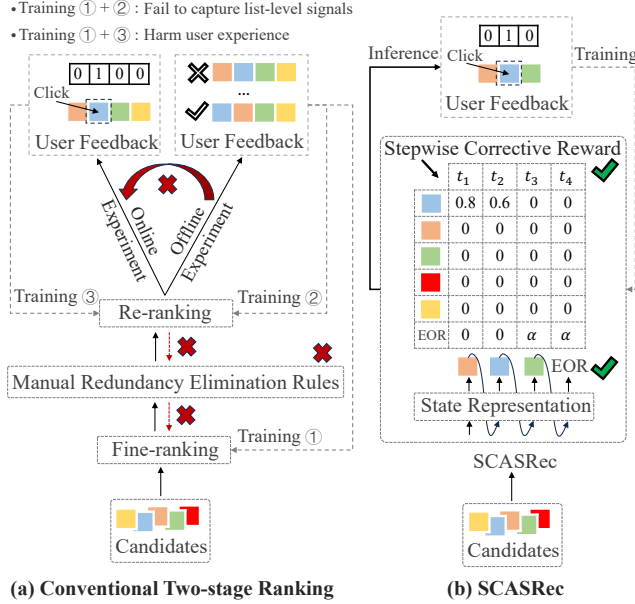 • Training ① + ② : Fail to capture list-level signals
• Training ① + ③ : Harm user experience
0 1 0 0
Click
User Feedback
...
User Feedback
Online Experiment
Offline Experiment
Training ③
Re-ranking
Training ②
Manual Redundancy Elimination Rules
Fine-ranking
Training ①
Candidates
(a) Conventional Two-stage Ranking
Inference
0 1 0
Click
User Feedback
Training
Stepwise Corrective Reward
t1 t2 t3 t4
0.8 0.6 0 0
0 0 0 0
0 0 0 0
0 0 0 0
0 0 0 0
EOR 0 0 α α
EOR
State Representation
SCASRec
Candidates
(b) SCASRec